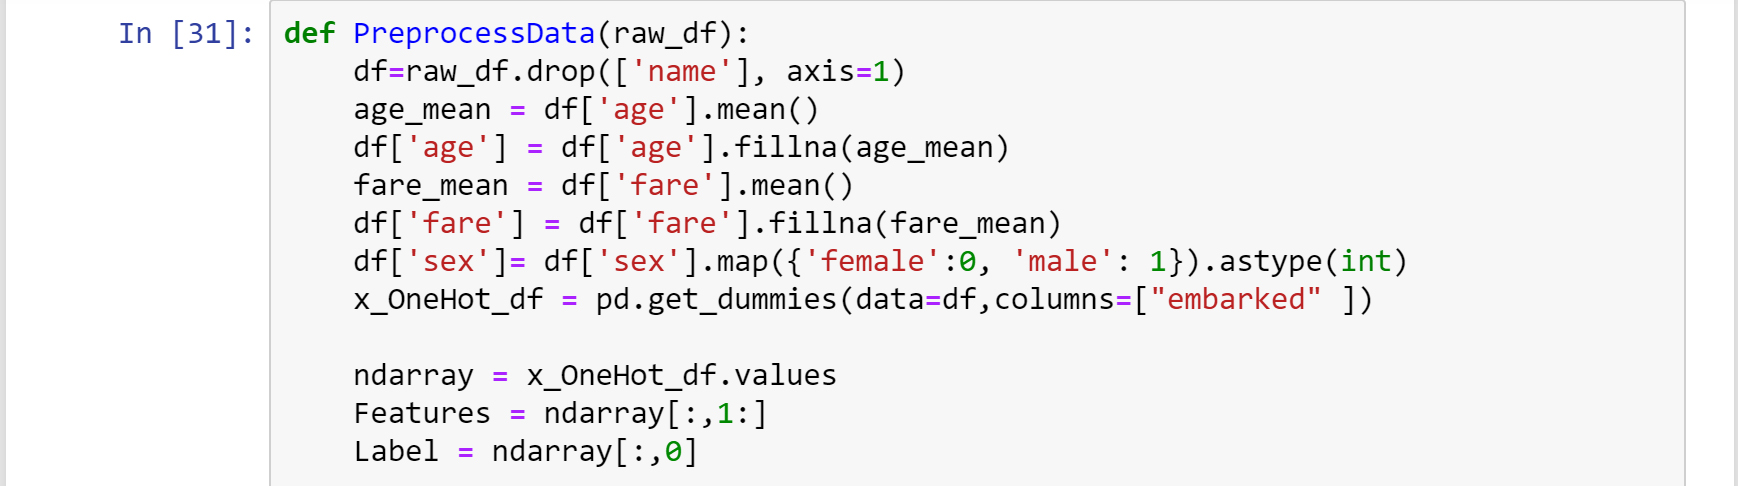 In [31]: def PreprocessData(raw_df):
    df=raw_df.drop(['name'], axis=1)
    age_mean = df['age'].mean()
    df['age'] = df['age'].fillna(age_mean)
    fare_mean = df['fare'].mean()
    df['fare'] = df['fare'].fillna(fare_mean)
    df['sex']= df['sex'].map({'female':0, 'male': 1}).astype(int)
    x_OneHot_df = pd.get_dummies(data=df,columns=["embarked" ])

    ndarray = x_OneHot_df.values
    Features = ndarray[:,1:]
    Label = ndarray[:,0]